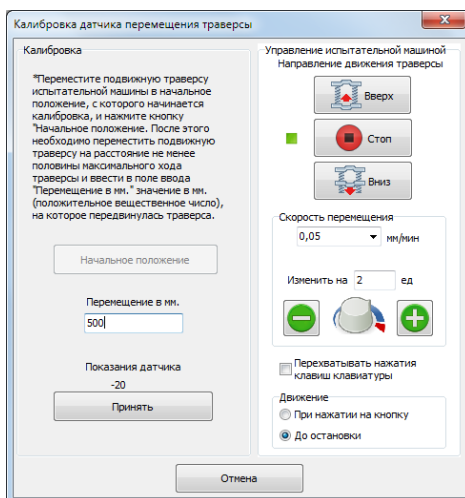 Калибровка датчика перемещения траверсы
Калибровка
*Переместите подвижную траверсу
испытательной машины в начальное
положение, с которого начинается
калибровка, и нажмите кнопку
"Начальное положение. После этого
необходимо переместить подвижную
траверсу на расстояние не менее
половины максимального хода
траверсы и ввести в поле ввода
"Перемещение в мм." значение в мм.
(положительное вещественное число),
на которое передвинулась траверса.
Начальное положение
Перемещение в мм.
500
Показания датчика
-20
Принять
Управление испытательной машиной
Направление движения траверсы
Вверх
Стоп
Вниз
Скорость перемещения
0,05 мм/мин
Изменить на 2 ед
Перехватывать нажатия
клавиш клавиатуры
Движение
При нажатии на кнопку
До остановки
Отмена